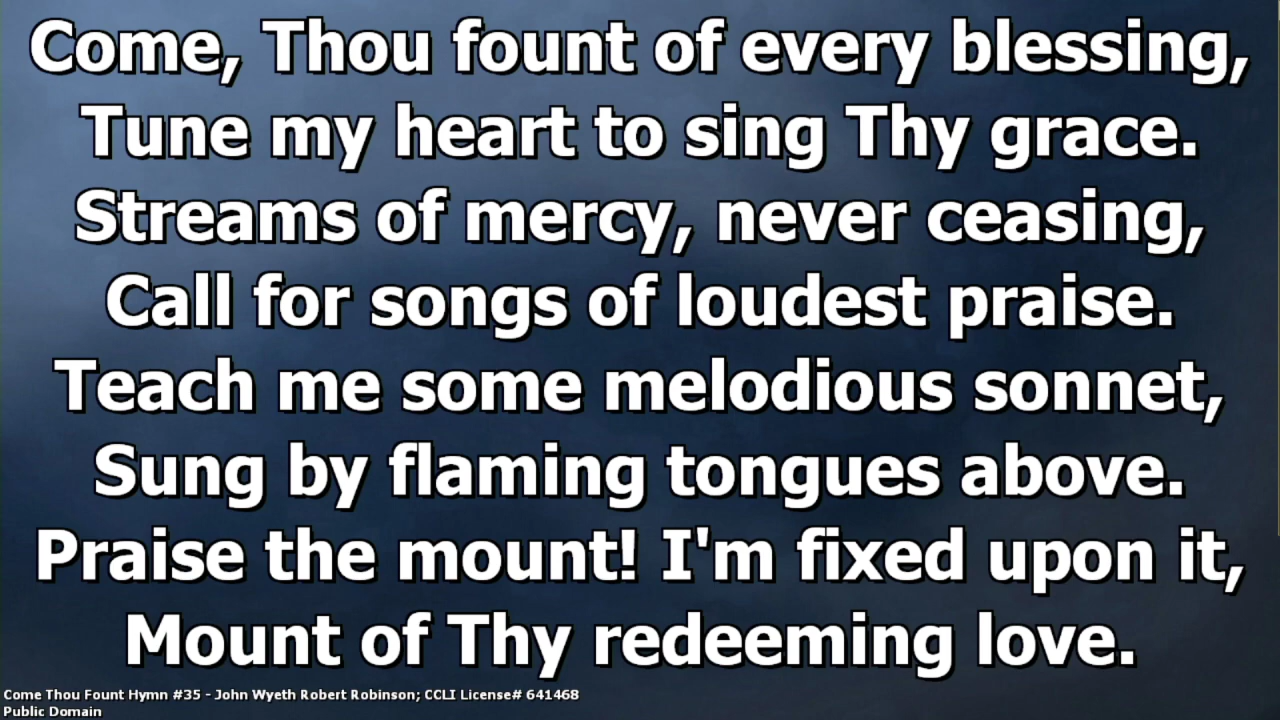 Come, Thou fount of every blessing,
Tune my heart to sing Thy grace.
Streams of mercy, never ceasing,
Call for songs of loudest praise.
Teach me some melodious sonnet,
Sung by flaming tongues above.
Praise the mount! I'm fixed upon it,
Mount of Thy redeeming love.
Come Thou Fount Hymn #35 - John Wyeth Robert Robinson; CCLI License# 641468
Public Domain